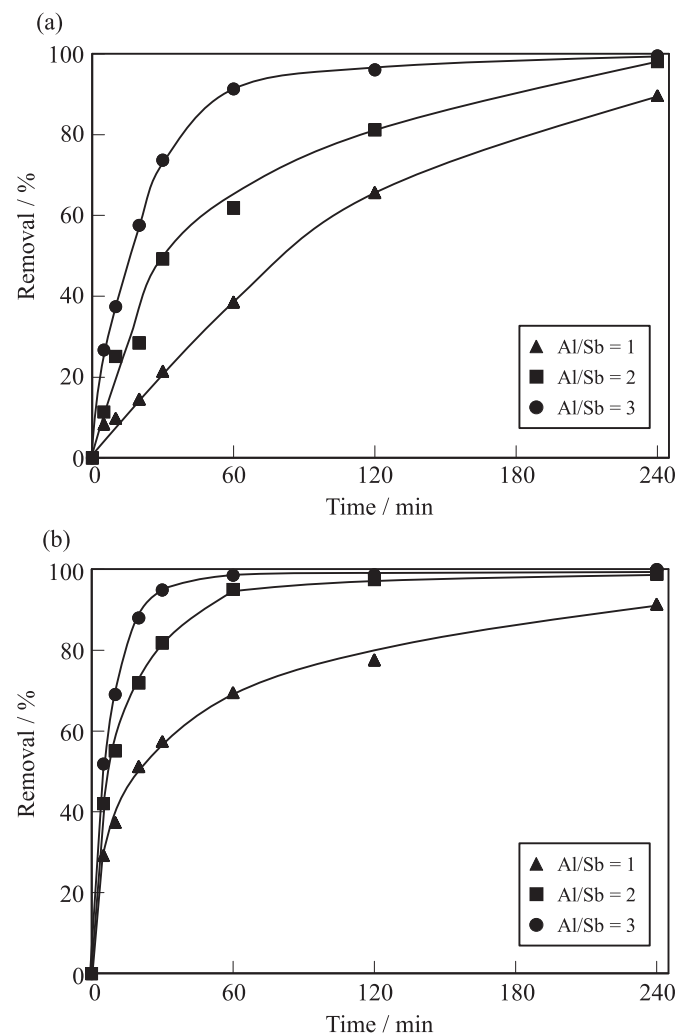 (a)
100
80
60
40
20
0
Removal / %
0 60 120 180 240
Time / min
Al/Sb = 1
Al/Sb = 2
Al/Sb = 3
(b)
100
80
60
40
20
0
Removal / %
0 60 120 180 240
Time / min
Al/Sb = 1
Al/Sb = 2
Al/Sb = 3